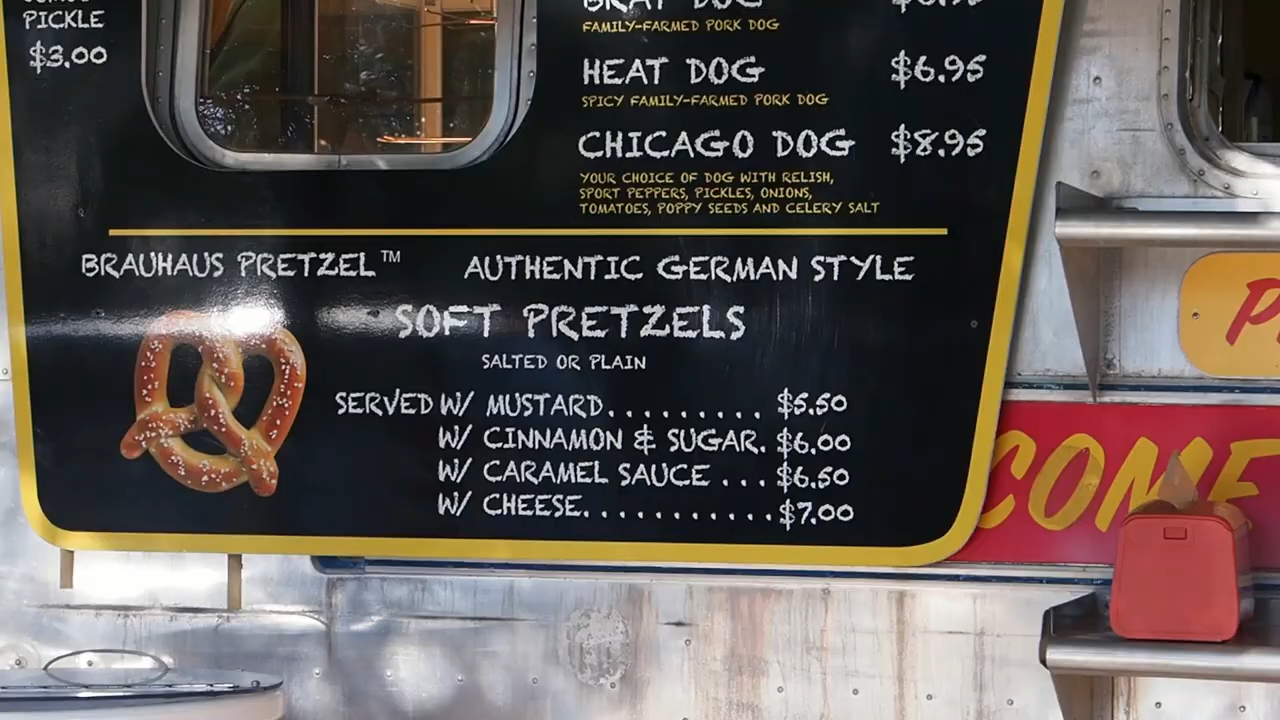 PICKLE
$3.00
DOG
FAMILY-FARMED PORK DOG
HEAT DOG $6.95
SPICY FAMILY-FARMED PORK DOG
CHICAGO DOG $8.95
YOUR CHOICE OF DOG WITH RELISH,
SPORT PEPPERS, PICKLES, ONIONS,
TOMATOES, POPPY SEEDS AND CELERY SALT
BRAUHAUS PRETZEL™ AUTHENTIC GERMAN STYLE
SOFT PRETZELS
SALTED OR PLAIN
SERVED W/ MUSTARD......... $5.50
W/ CINNAMON & SUGAR. $6.00
W/ CARAMEL SAUCE ... $6.50
W/ CHEESE............ $7.00
COME